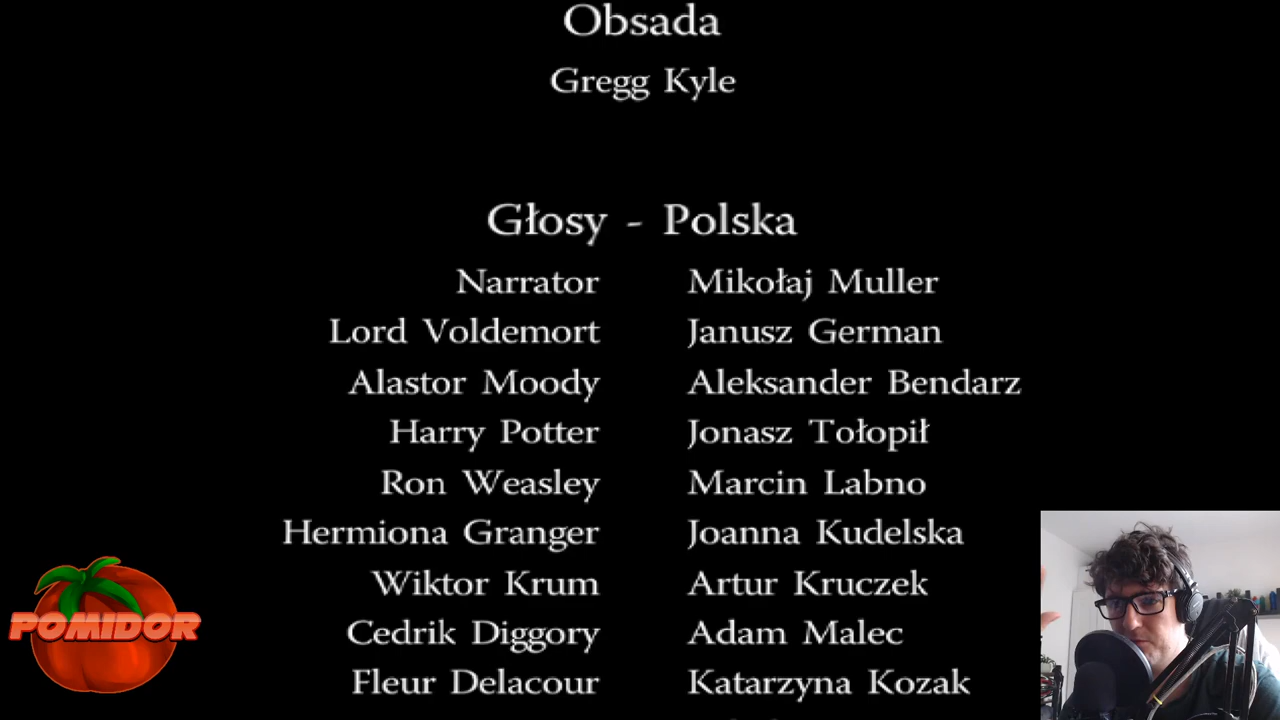 Obsada
Gregg Kyle
Głosy - Polska
Narrator Mikołaj Muller
Lord Voldemort Janusz German
Alastor Moody Aleksander Bendarz
Harry Potter Jonasz Tołopił
Ron Weasley Marcin Labno
Hermiona Granger Joanna Kudelska
Wiktor Krum Artur Kruczek
Cedrik Diggory Adam Malec
Fleur Delacour Katarzyna Kozak
POMIDOR